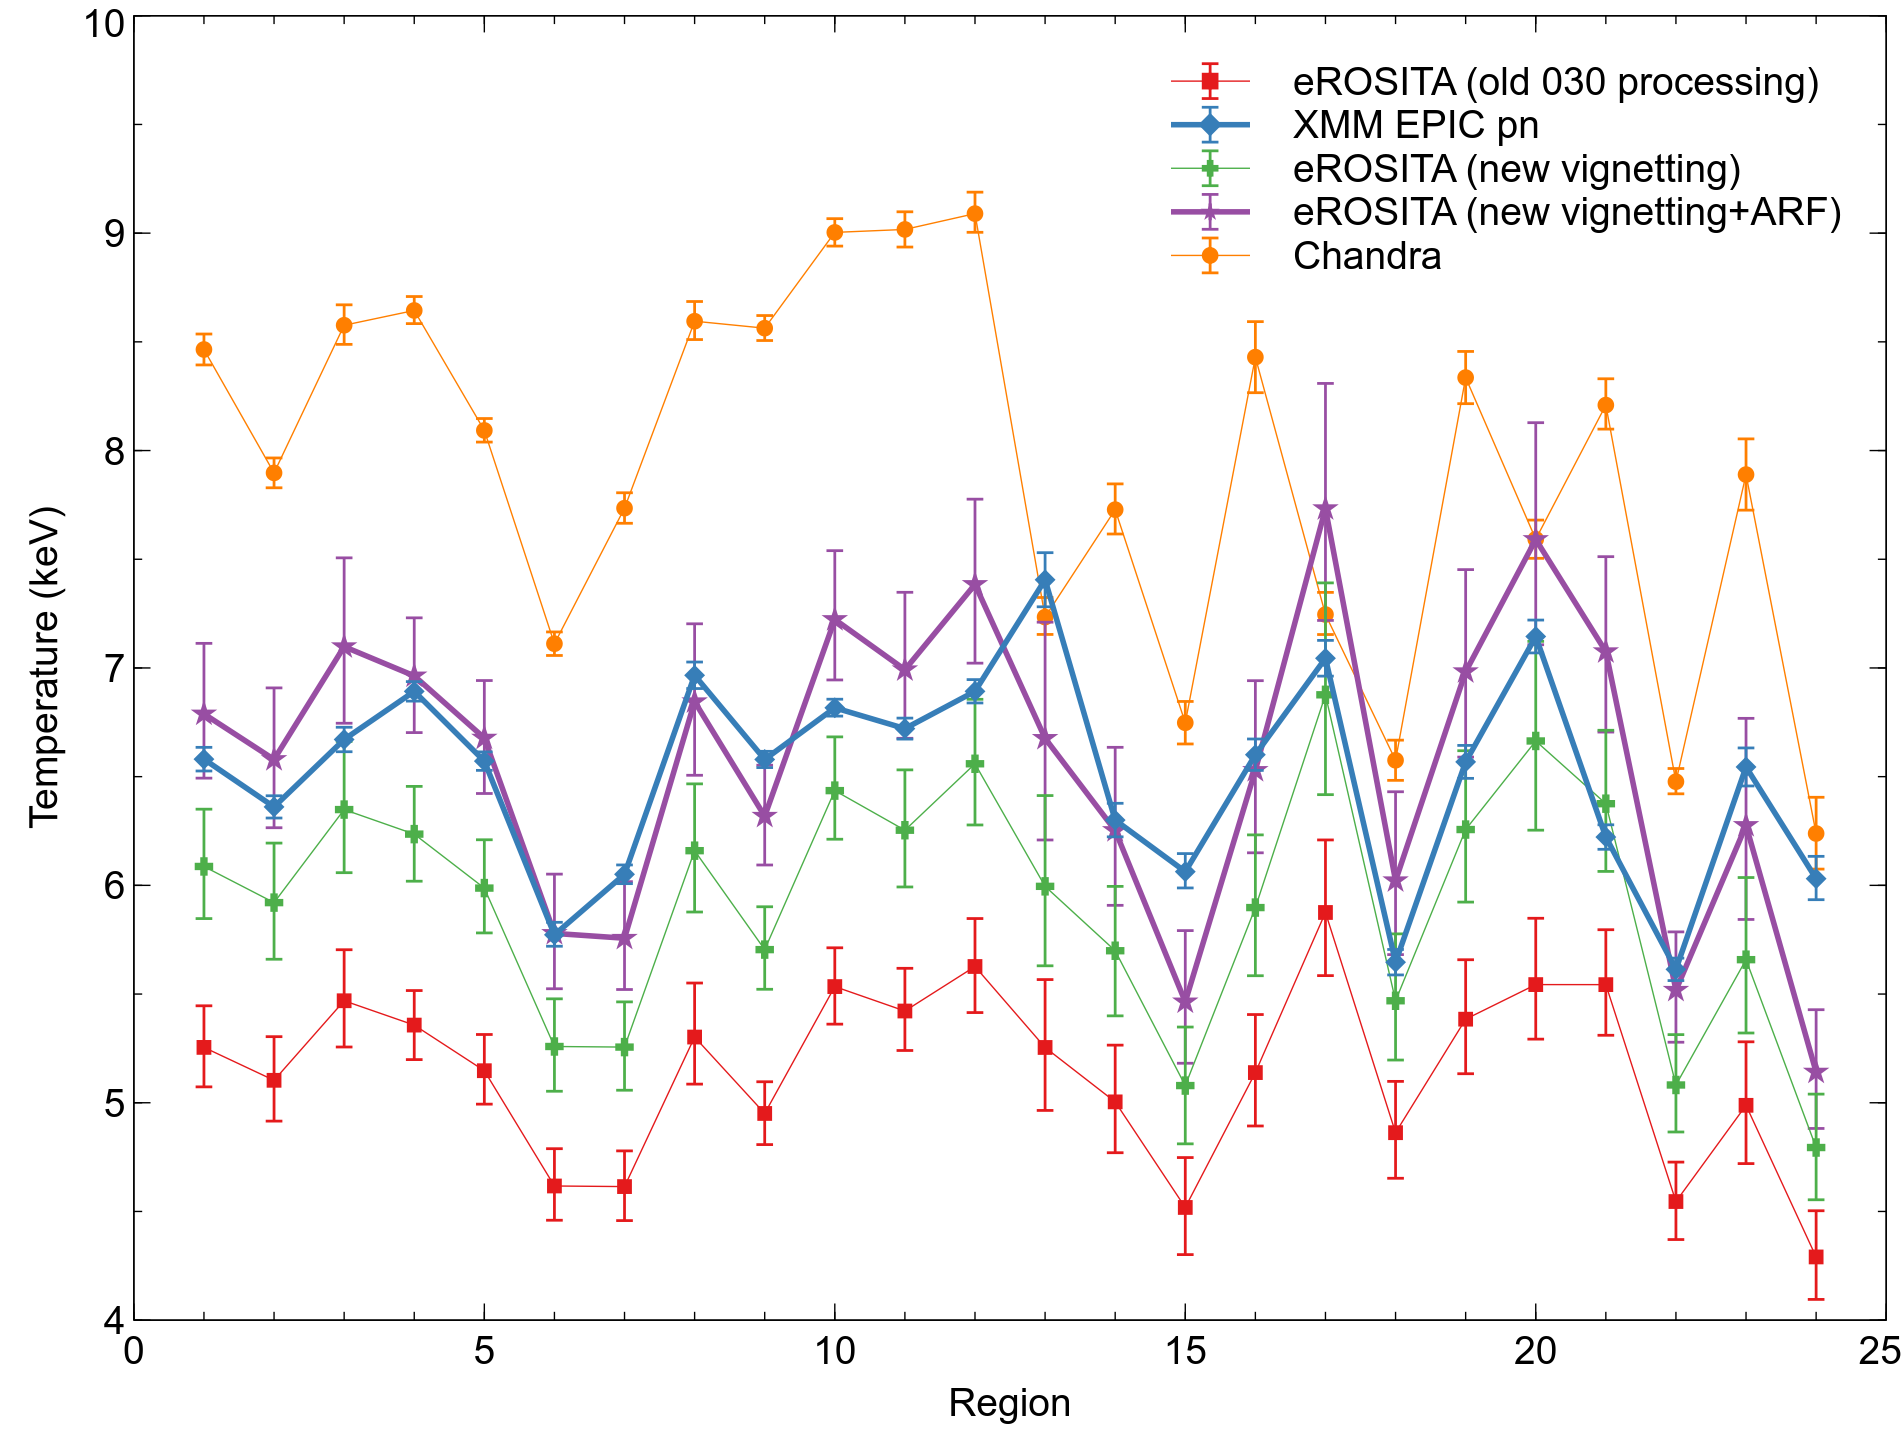 10
9
8
7
6
5
4
Temperature (keV)
eROSITA (old 030 processing)
XMM EPIC pn
eROSITA (new vignetting)
eROSITA (new vignetting+ARF)
Chandra
0 5 10 15 20 25
Region